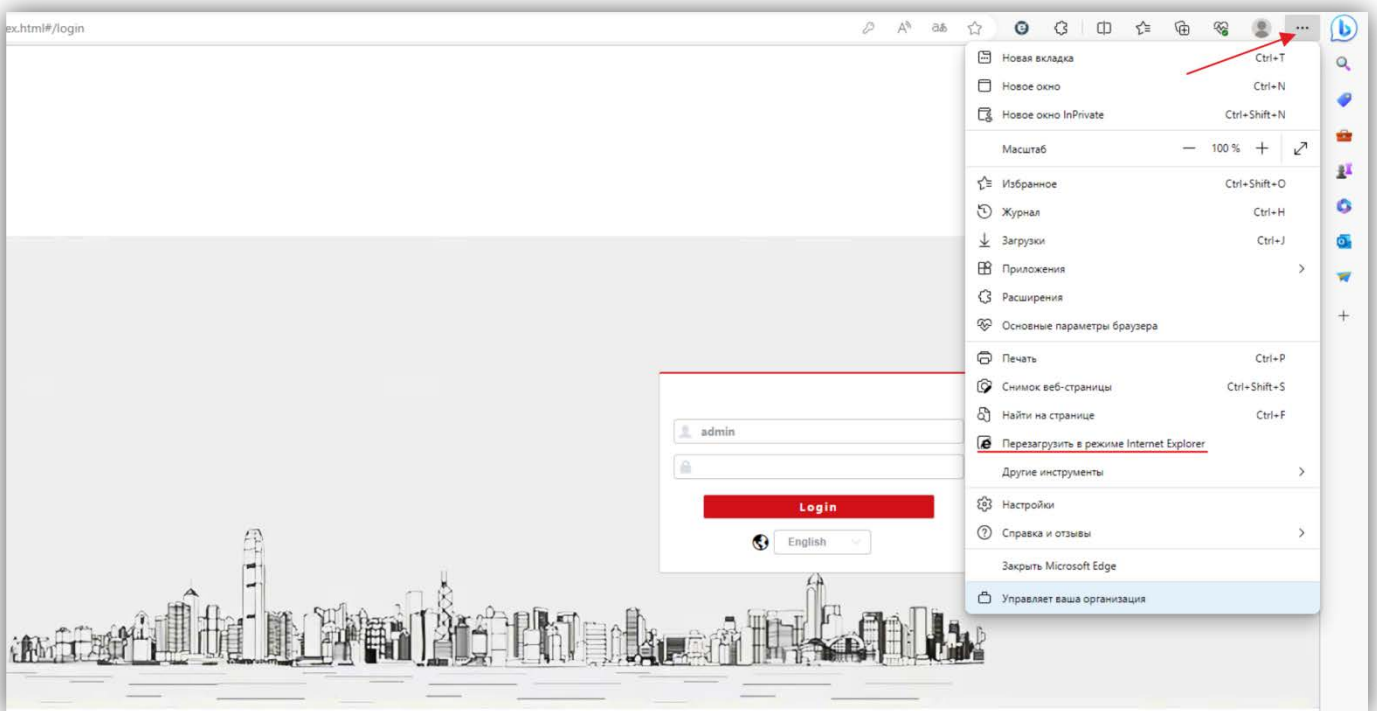 ex.html#/login
Новая вкладка Ctrl+T
Новое окно Ctrl+N
Новое окно InPrivate Ctrl+Shift+N
Масштаб — 100 % +
Избранное Ctrl+Shift+O
Журнал Ctrl+H
Загрузки Ctrl+J
Приложения
Расширения
Основные параметры браузера
Печать Ctrl+P
Снимок веб-страницы Ctrl+Shift+S
Найти на странице Ctrl+F
Перезагрузить в режиме Internet Explorer
Другие инструменты
Настройки
Справка и отзывы
Закрыть Microsoft Edge
Управляет ваша организация
admin
Login
English